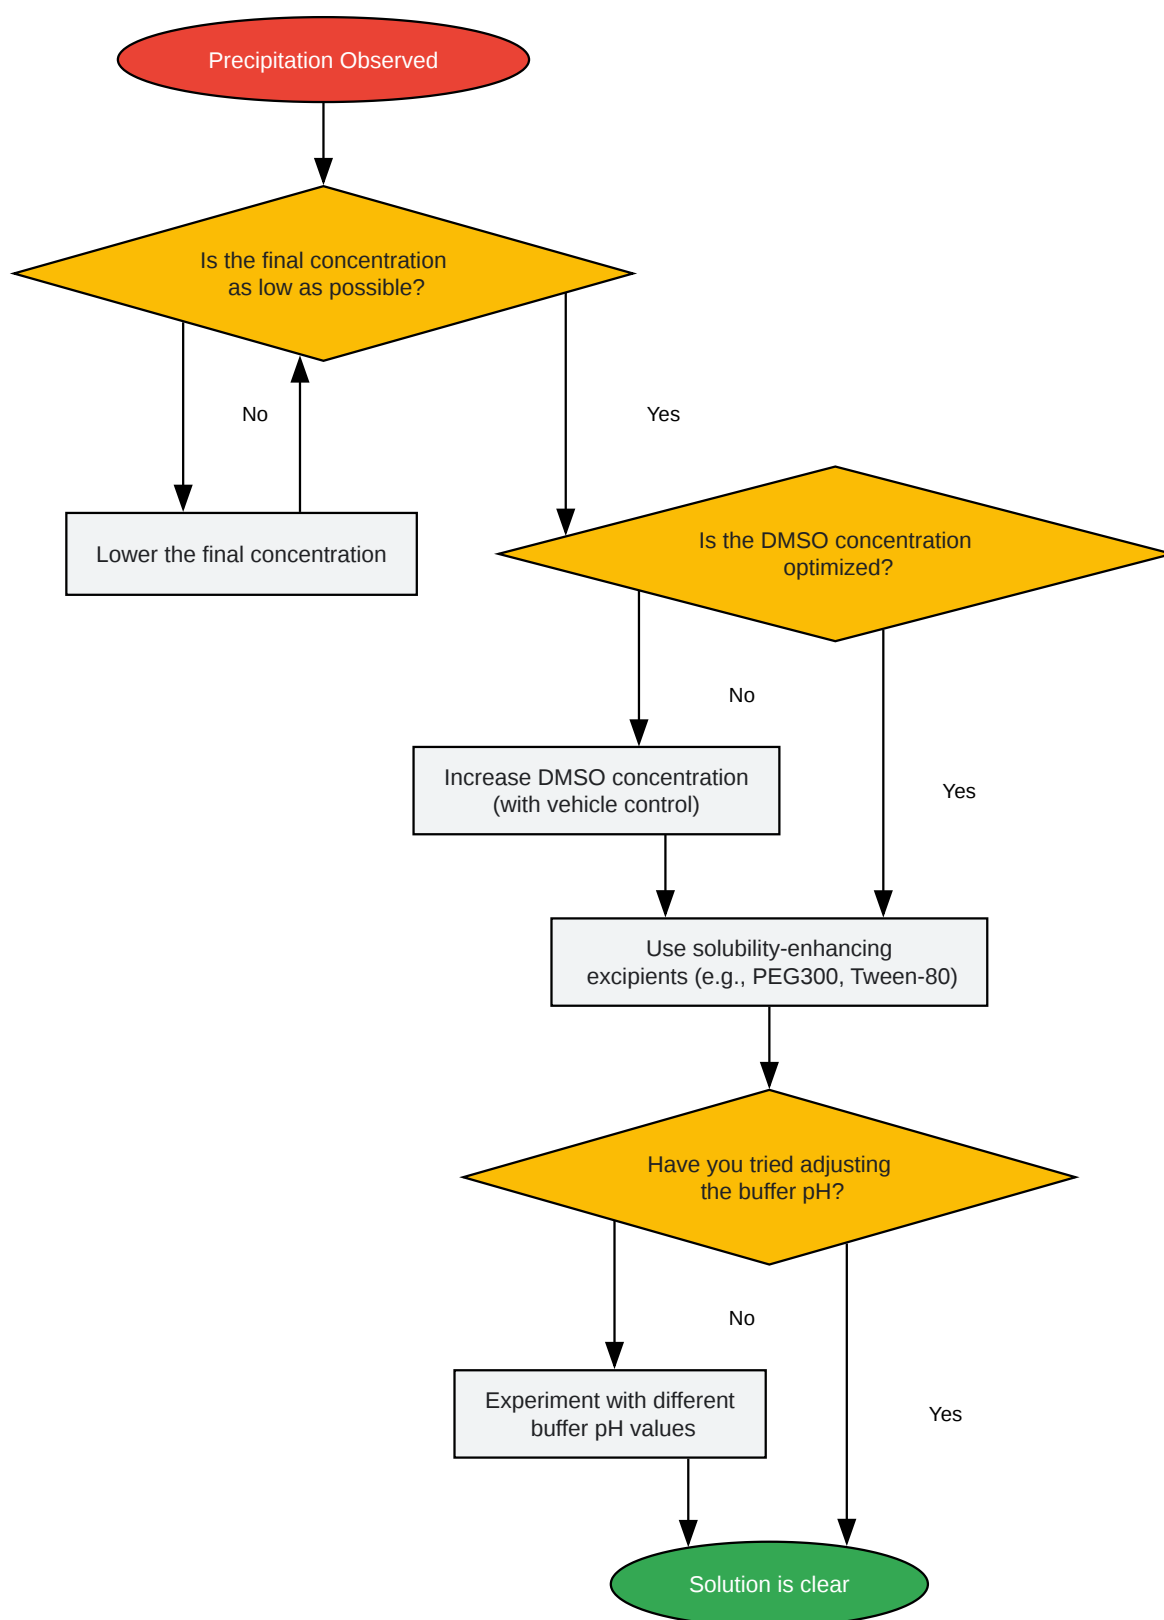 Precipitation Observed
Is the final concentration
as low as possible?
No
Yes
Lower the final concentration
Is the DMSO concentration
optimized?
No
Increase DMSO concentration
(with vehicle control)
Yes
Use solubility-enhancing
excipients (e.g., PEG300, Tween-80)
Have you tried adjusting
the buffer pH?
No
Experiment with different
buffer pH values
Yes
Solution is clear